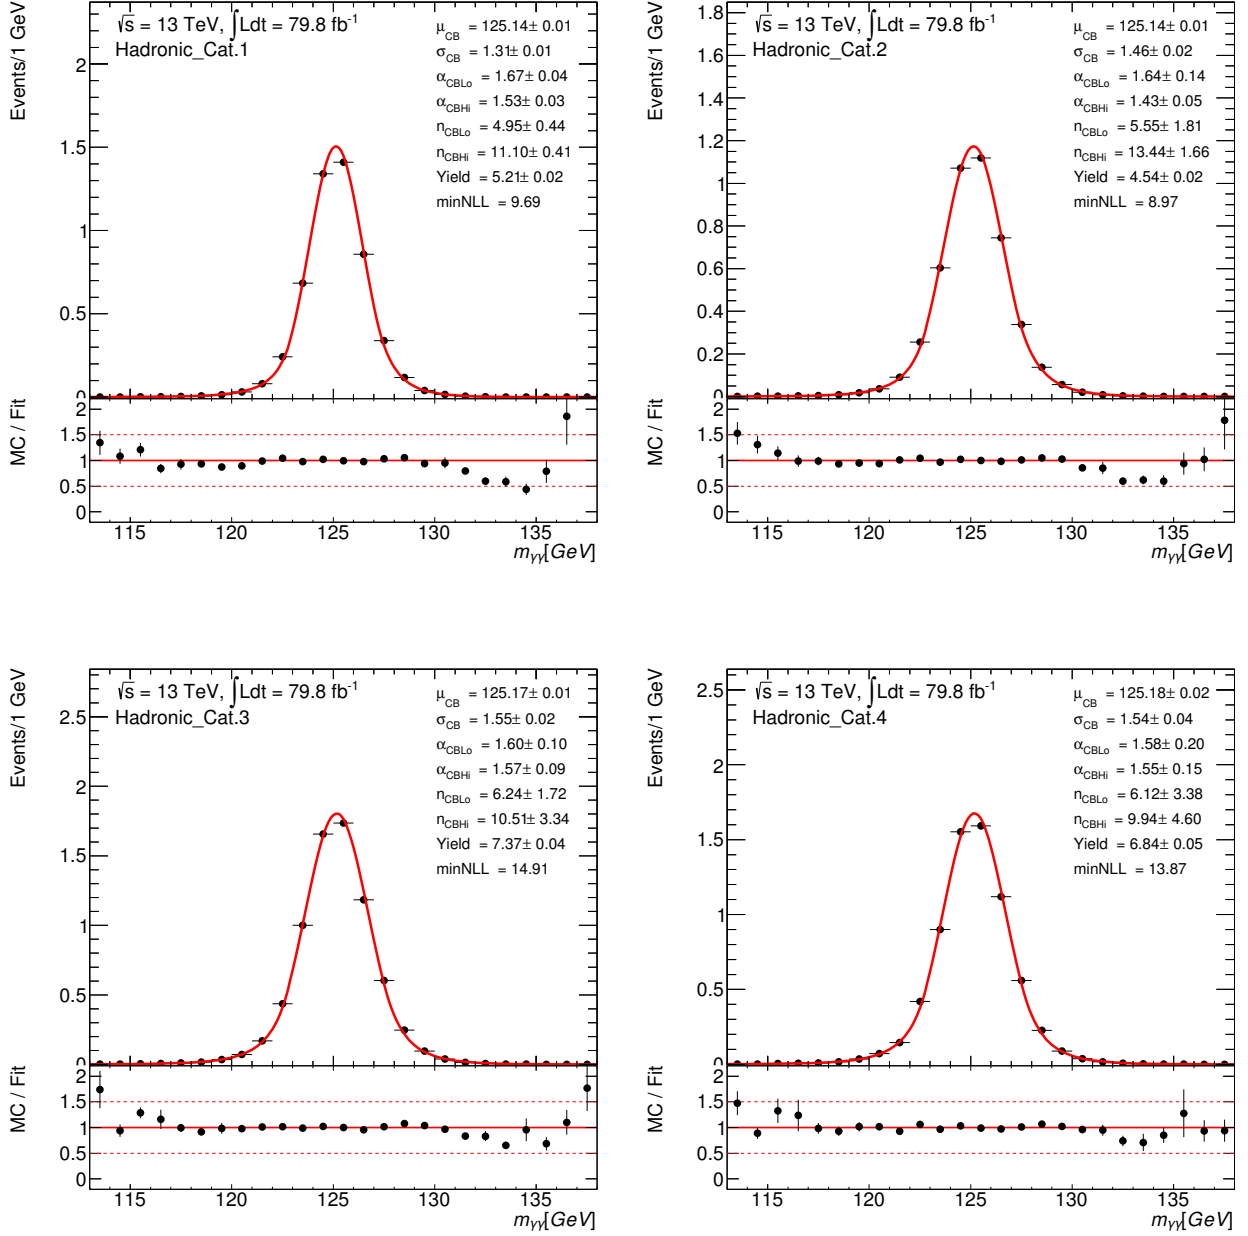 √s = 13 TeV, ∫Ldt = 79.8 fb⁻¹
Hadronic_Cat.1
μCB = 125.14± 0.01
σCB = 1.31± 0.01
αCBLo = 1.67± 0.04
αCBHi = 1.53± 0.03
nCBLo = 4.95± 0.44
nCBHi = 11.10± 0.41
Yield = 5.21± 0.02
minNLL = 9.69
Events/1 GeV
2
1.5
1
0.5
0
MC / Fit
2
1.5
1
0.5
0
115 120 125 130 135
mγγ[GeV]
√s = 13 TeV, ∫Ldt = 79.8 fb⁻¹
Hadronic_Cat.2
μCB = 125.14± 0.01
σCB = 1.46± 0.02
αCBLo = 1.64± 0.14
αCBHi = 1.43± 0.05
nCBLo = 5.55± 1.81
nCBHi = 13.44± 1.66
Yield = 4.54± 0.02
minNLL = 8.97
Events/1 GeV
1.8
1.6
1.4
1.2
1
0.8
0.6
0.4
0.2
0
MC / Fit
2
1.5
1
0.5
0
115 120 125 130 135
mγγ[GeV]
√s = 13 TeV, ∫Ldt = 79.8 fb⁻¹
Hadronic_Cat.3
μCB = 125.17± 0.01
σCB = 1.55± 0.02
αCBLo = 1.60± 0.10
αCBHi = 1.57± 0.09
nCBLo = 6.24± 1.72
nCBHi = 10.51± 3.34
Yield = 7.37± 0.04
minNLL = 14.91
Events/1 GeV
2.5
2
1.5
1
0.5
0
MC / Fit
2
1.5
1
0.5
0
115 120 125 130 135
mγγ[GeV]
√s = 13 TeV, ∫Ldt = 79.8 fb⁻¹
Hadronic_Cat.4
μCB = 125.18± 0.02
σCB = 1.54± 0.04
αCBLo = 1.58± 0.20
αCBHi = 1.55± 0.15
nCBLo = 6.12± 3.38
nCBHi = 9.94± 4.60
Yield = 6.84± 0.05
minNLL = 13.87
Events/1 GeV
2.5
2
1.5
1
0.5
0
MC / Fit
2
1.5
1
0.5
0
115 120 125 130 135
mγγ[GeV]